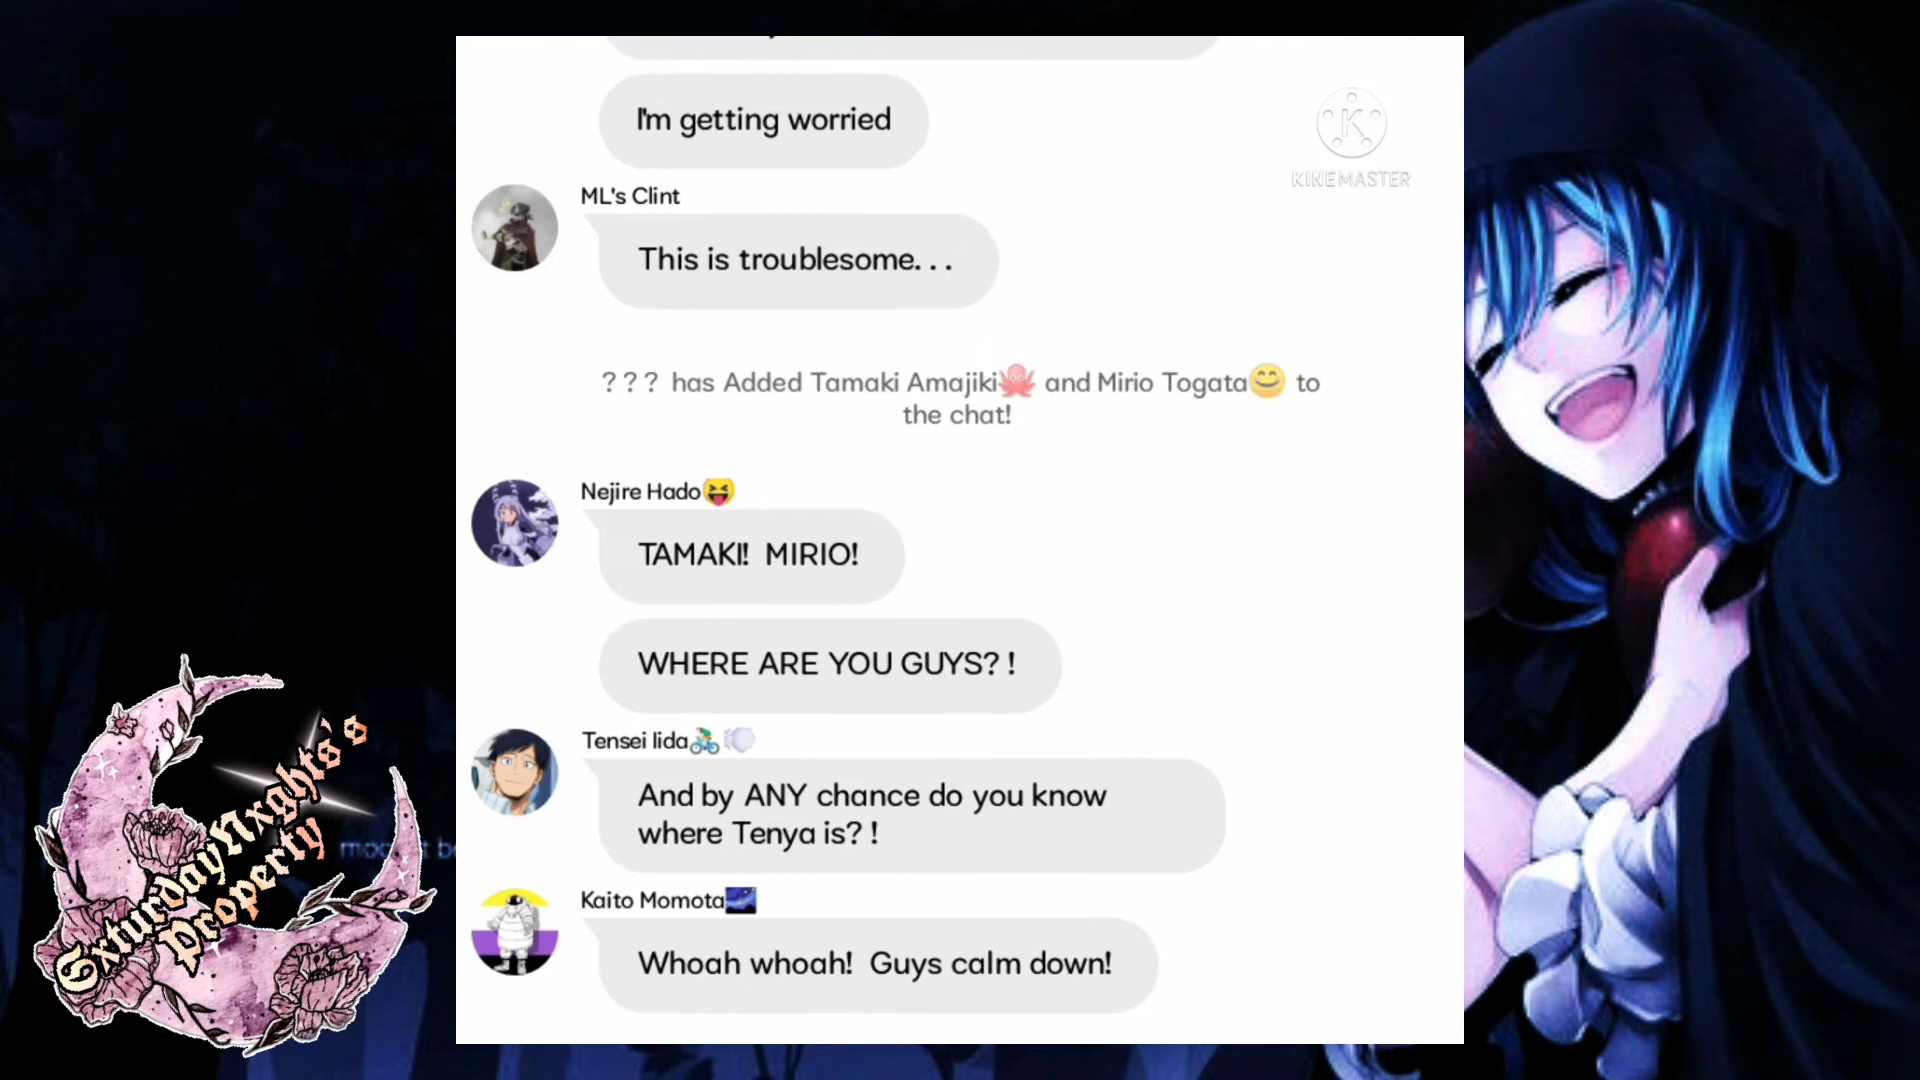 I'm getting worried
KINEMASTER
ML's Clint
This is troublesome. . .
? ? ? has Added Tamaki Amajiki🐙 and Mirio Togata😊 to
the chat!
Nejire Hado😝
TAMAKI! MIRIO!
WHERE ARE YOU GUYS? !
Tensei Iida🚴💨
And by ANY chance do you know
where Tenya is? !
Kaito Momota🌌
Whoah whoah! Guys calm down!
SxturdayNxghts's
Property